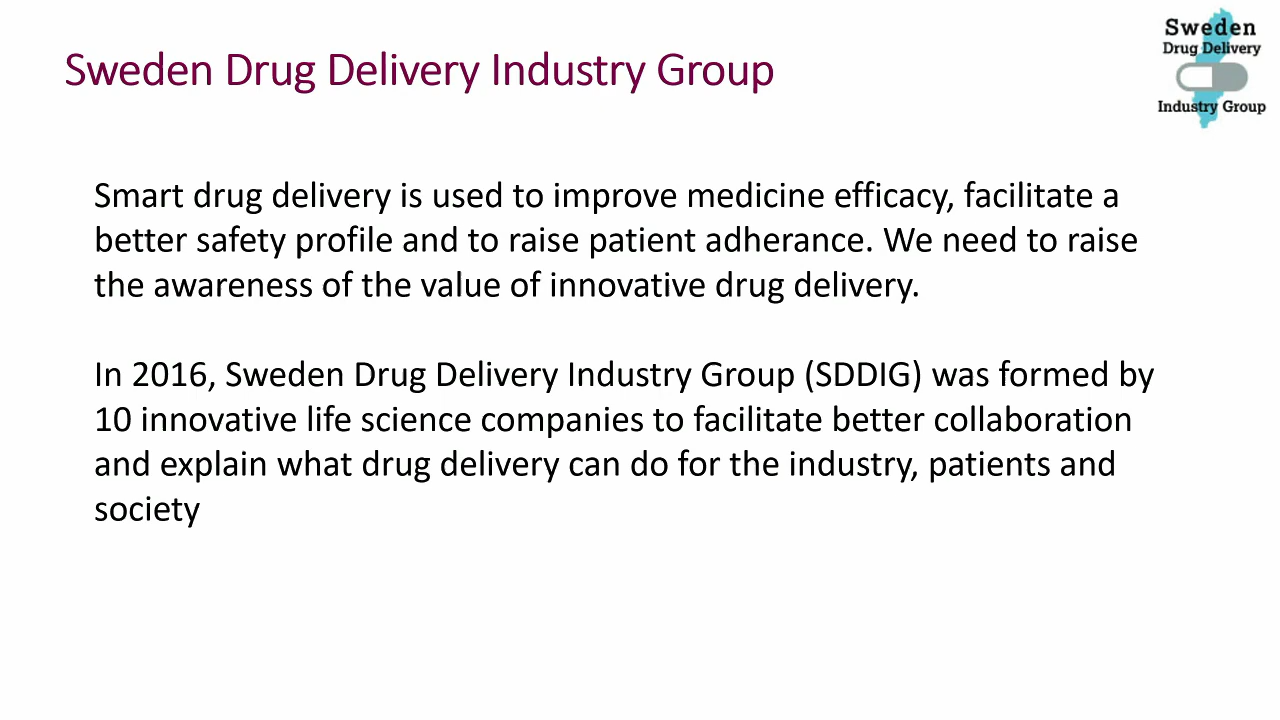 Sweden Drug Delivery Industry Group
Sweden
Drug Delivery
Industry Group
Smart drug delivery is used to improve medicine efficacy, facilitate a
better safety profile and to raise patient adherance. We need to raise
the awareness of the value of innovative drug delivery.
In 2016, Sweden Drug Delivery Industry Group (SDDIG) was formed by
10 innovative life science companies to facilitate better collaboration
and explain what drug delivery can do for the industry, patients and
society